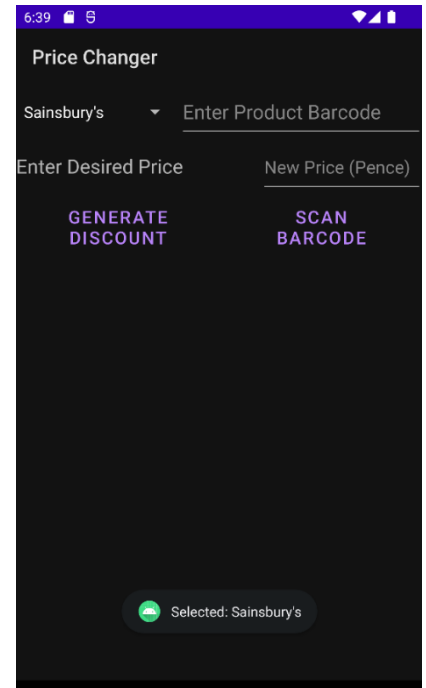 6:39
Price Changer
Sainsbury's Enter Product Barcode
Enter Desired Price New Price (Pence)
GENERATE DISCOUNT
SCAN BARCODE
Selected: Sainsbury's